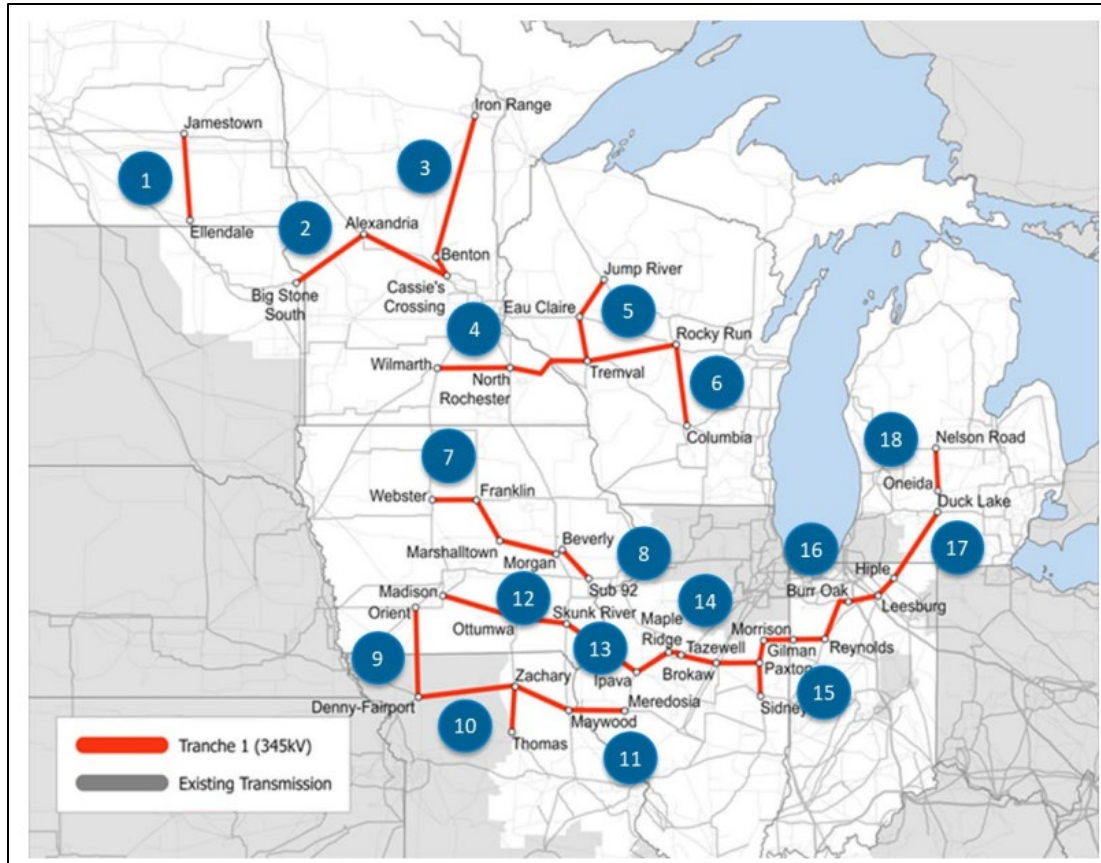 Jamestown
1
Ellendale
2
Alexandria
Big Stone
South
3
Iron Range
Benton
Cassie's
Crossing
4
Wilmarth
North
Rochester
Jump River
Eau Claire
5
Tremval
Rocky Run
6
Columbia
7
Webster
Franklin
Marshalltown
Morgan
Beverly
8
Sub 92
Madison
Orient
12
Ottumwa
Skunk River
9
Denny-Fairport
10
Zachary
Thomas
Maywood
Meredosia
11
13
Ipava
14
Maple
Ridge
Tazewell
Brokaw
Morrison
Gilman
Paxton
Sidney
15
Reynolds
16
Burr Oak
Hiple
Leesburg
17
18
Nelson Road
Oneida
Duck Lake
Tranche 1 (345kV)
Existing Transmission